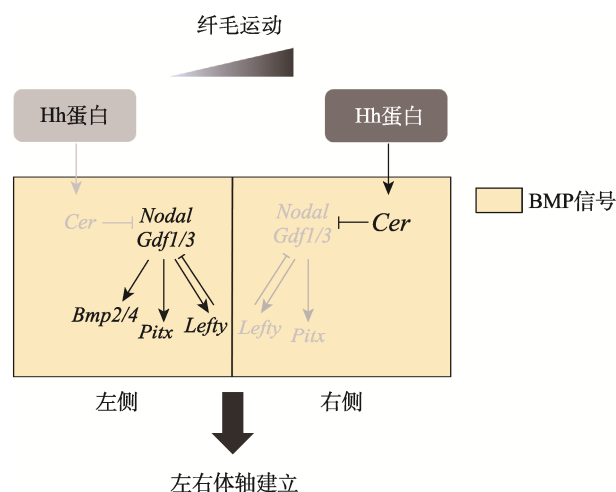 纤毛运动
Hh蛋白
Hh蛋白
BMP信号
Cer
Nodal
Gdf1/3
Bmp2/4
Pitx
Lefty
Nodal
Gdf1/3
Cer
Lefty
Pitx
左侧
右侧
左右体轴建立